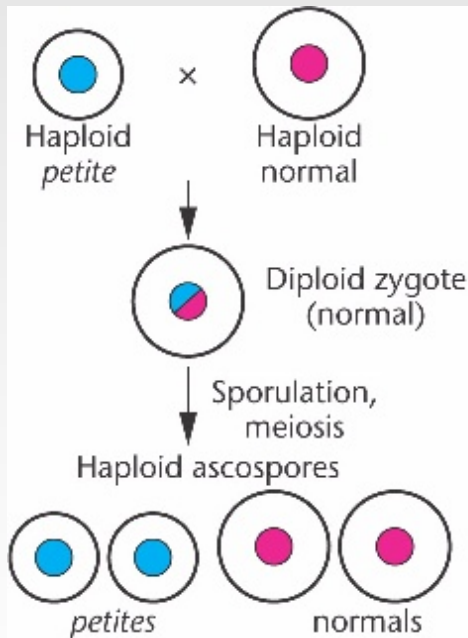 ×
Haploid
petite
Haploid
normal
Diploid zygote
(normal)
Sporulation,
meiosis
Haploid ascospores
petites
normals